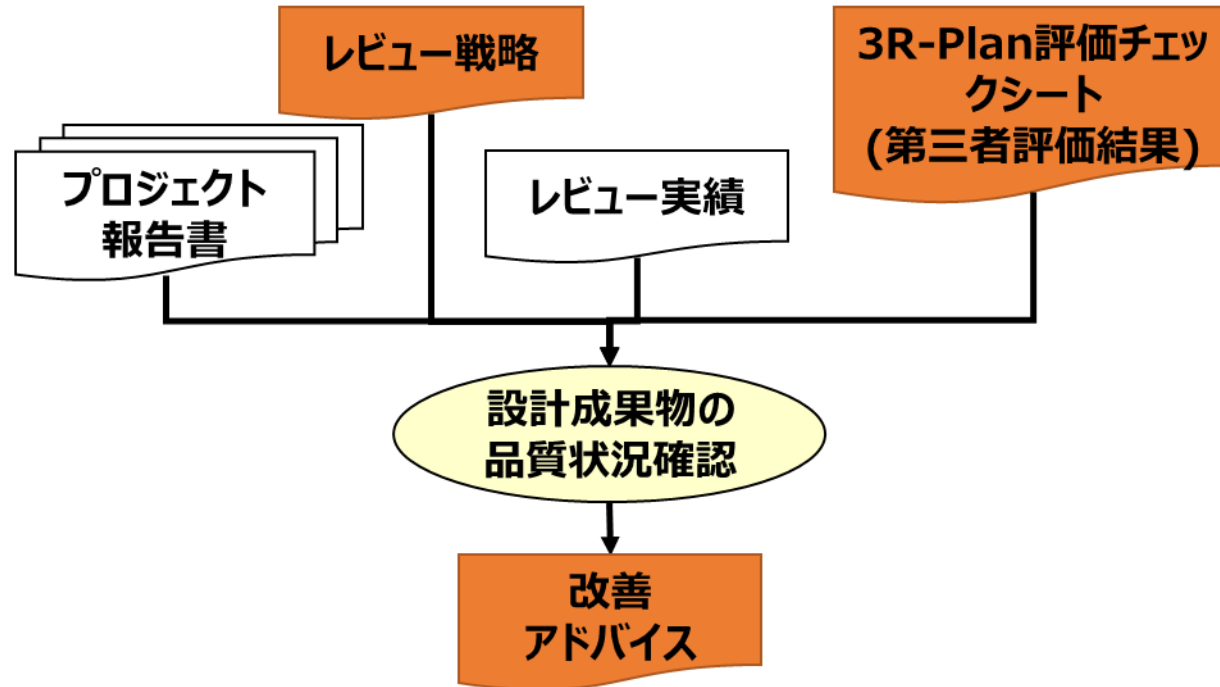 レビュー戦略
3R-Plan評価チェッ
クシート
(第三者評価結果)
プロジェクト
報告書
レビュー実績
設計成果物の
品質状況確認
改善
アドバイス